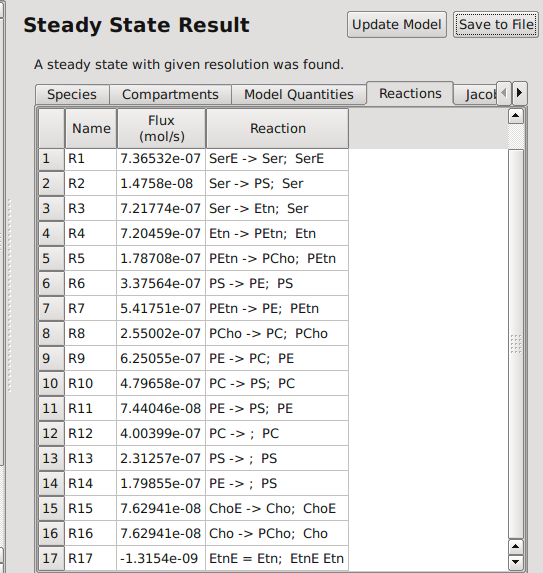 Steady State Result
Update Model
Save to File
A steady state with given resolution was found.
Species Compartments Model Quantities Reactions Jacob
Name Flux (mol/s) Reaction
1 R1 7.36532e-07 SerE -> Ser; SerE
2 R2 1.4758e-08 Ser -> PS; Ser
3 R3 7.21774e-07 Ser -> Etn; Ser
4 R4 7.20459e-07 Etn -> PEtn; Etn
5 R5 1.78708e-07 PEtn -> PCho; PEtn
6 R6 3.37564e-07 PS -> PE; PS
7 R7 5.41751e-07 PEtn -> PE; PEtn
8 R8 2.55002e-07 PCho -> PC; PCho
9 R9 6.25055e-07 PE -> PC; PE
10 R10 4.79658e-07 PC -> PS; PC
11 R11 7.44046e-08 PE -> PS; PE
12 R12 4.00399e-07 PC -> ; PC
13 R13 2.31257e-07 PS -> ; PS
14 R14 1.79855e-07 PE -> ; PS
15 R15 7.62941e-08 ChoE -> Cho; ChoE
16 R16 7.62941e-08 Cho -> PCho; Cho
17 R17 -1.3154e-09 EtnE = Etn; EtnE Etn